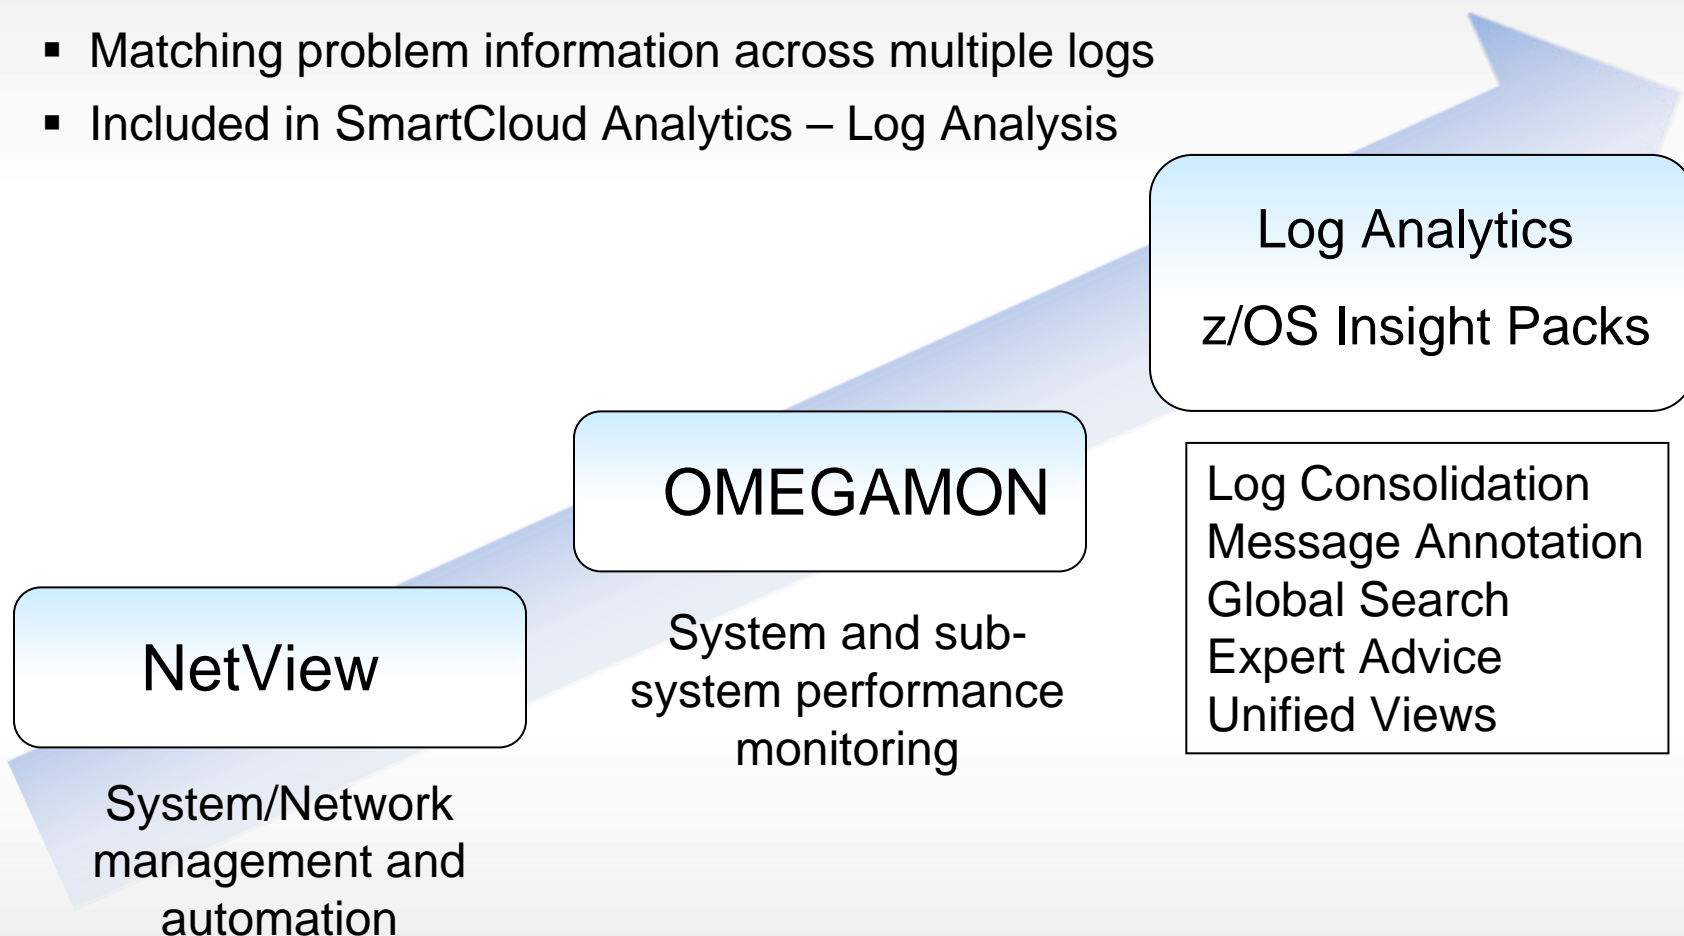 ▪ Matching problem information across multiple logs
▪ Included in SmartCloud Analytics – Log Analysis
Log Analytics
z/OS Insight Packs
OMEGAMON
Log Consolidation
Message Annotation
Global Search
Expert Advice
Unified Views
System and sub-
system performance
monitoring
NetView
System/Network
management and
automation